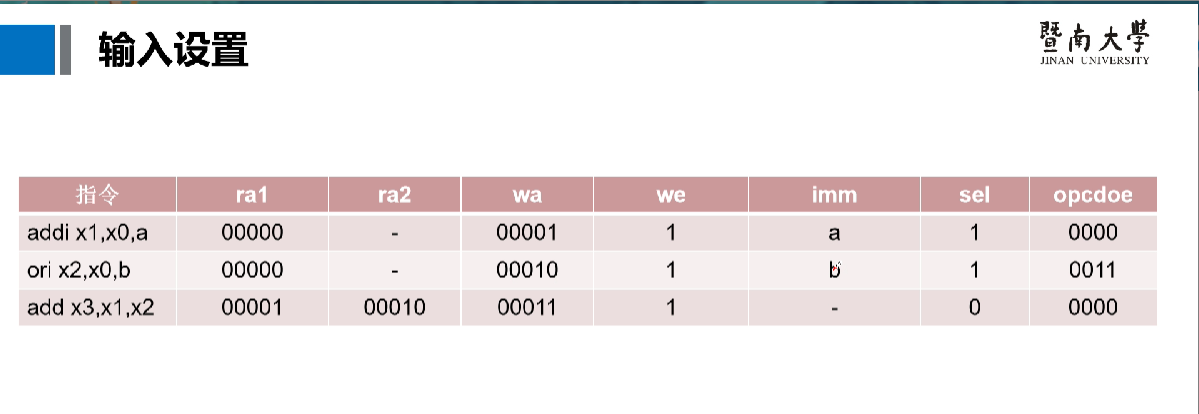 输入设置
暨南大學
JINAN UNIVERSITY
指令 ra1 ra2 wa we imm sel opcdoe
addi x1,x0,a 00000 - 00001 1 a 1 0000
ori x2,x0,b 00000 - 00010 1 b 1 0011
add x3,x1,x2 00001 00010 00011 1 - 0 0000